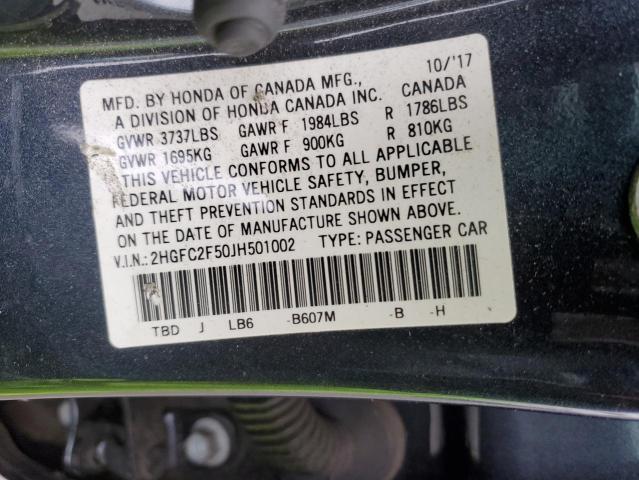 MFD. BY HONDA OF CANADA MFG., 10/'17
A DIVISION OF HONDA CANADA INC. CANADA
GVWR 3737LBS GAWR F 1984LBS R 1786LBS
GVWR 1695KG GAWR F 900KG R 810KG
THIS VEHICLE CONFORMS TO ALL APPLICABLE
FEDERAL MOTOR VEHICLE SAFETY, BUMPER,
AND THEFT PREVENTION STANDARDS IN EFFECT
ON THE DATE OF MANUFACTURE SHOWN ABOVE.
V.I.N.:2HGFC2F50JH501002 TYPE:PASSENGER CAR
TBD J LB6 -B607M -B -H